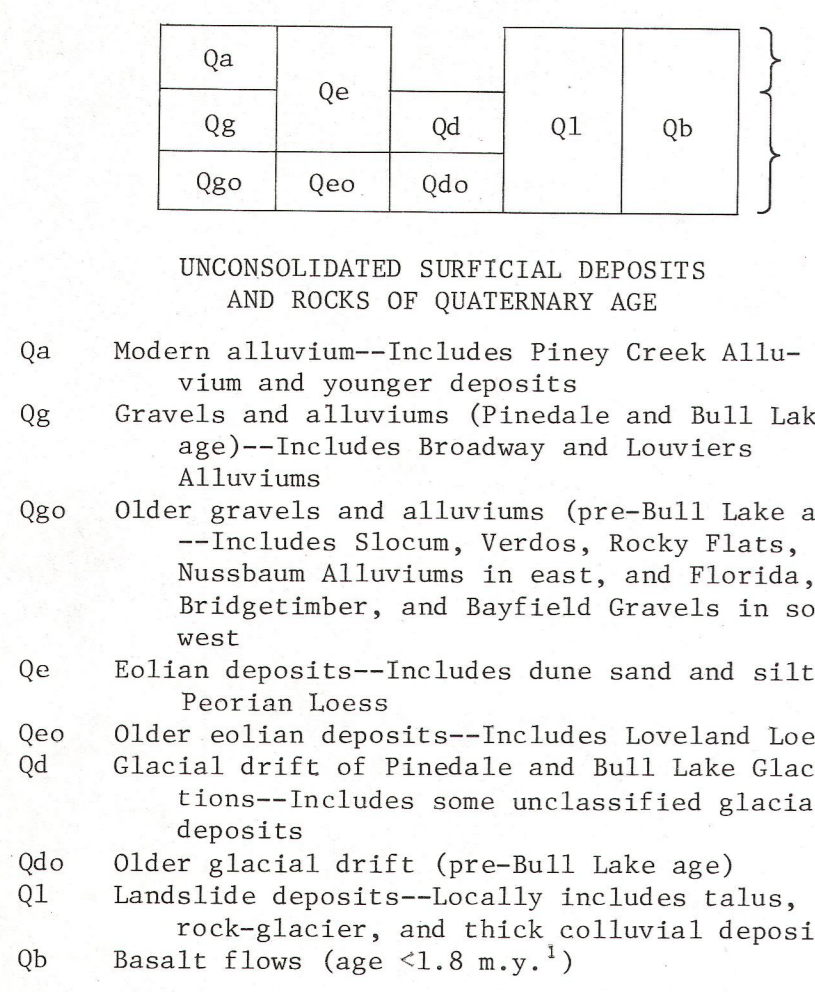 Qa
Qe
Qg Qd Ql Qb
Qgo Qeo Qdo
UNCONSOLIDATED SURFICIAL DEPOSITS
AND ROCKS OF QUATERNARY AGE
Qa Modern alluvium--Includes Piney Creek Allu-
vium and younger deposits
Qg Gravels and alluviums (Pinedale and Bull Lak
age)--Includes Broadway and Louviers
Alluviums
Qgo Older gravels and alluviums (pre-Bull Lake a
--Includes Slocum, Verdos, Rocky Flats,
Nussbaum Alluviums in east, and Florida,
Bridgetimber, and Bayfield Gravels in so
west
Qe Eolian deposits--Includes dune sand and silt
Peorian Loess
Qeo Older eolian deposits--Includes Loveland Loe
Qd Glacial drift of Pinedale and Bull Lake Glac
tions--Includes some unclassified glacia
deposits
Qdo Older glacial drift (pre-Bull Lake age)
Ql Landslide deposits--Locally includes talus,
rock-glacier, and thick colluvial deposi
Qb Basalt flows (age <1.8 m.y.¹)